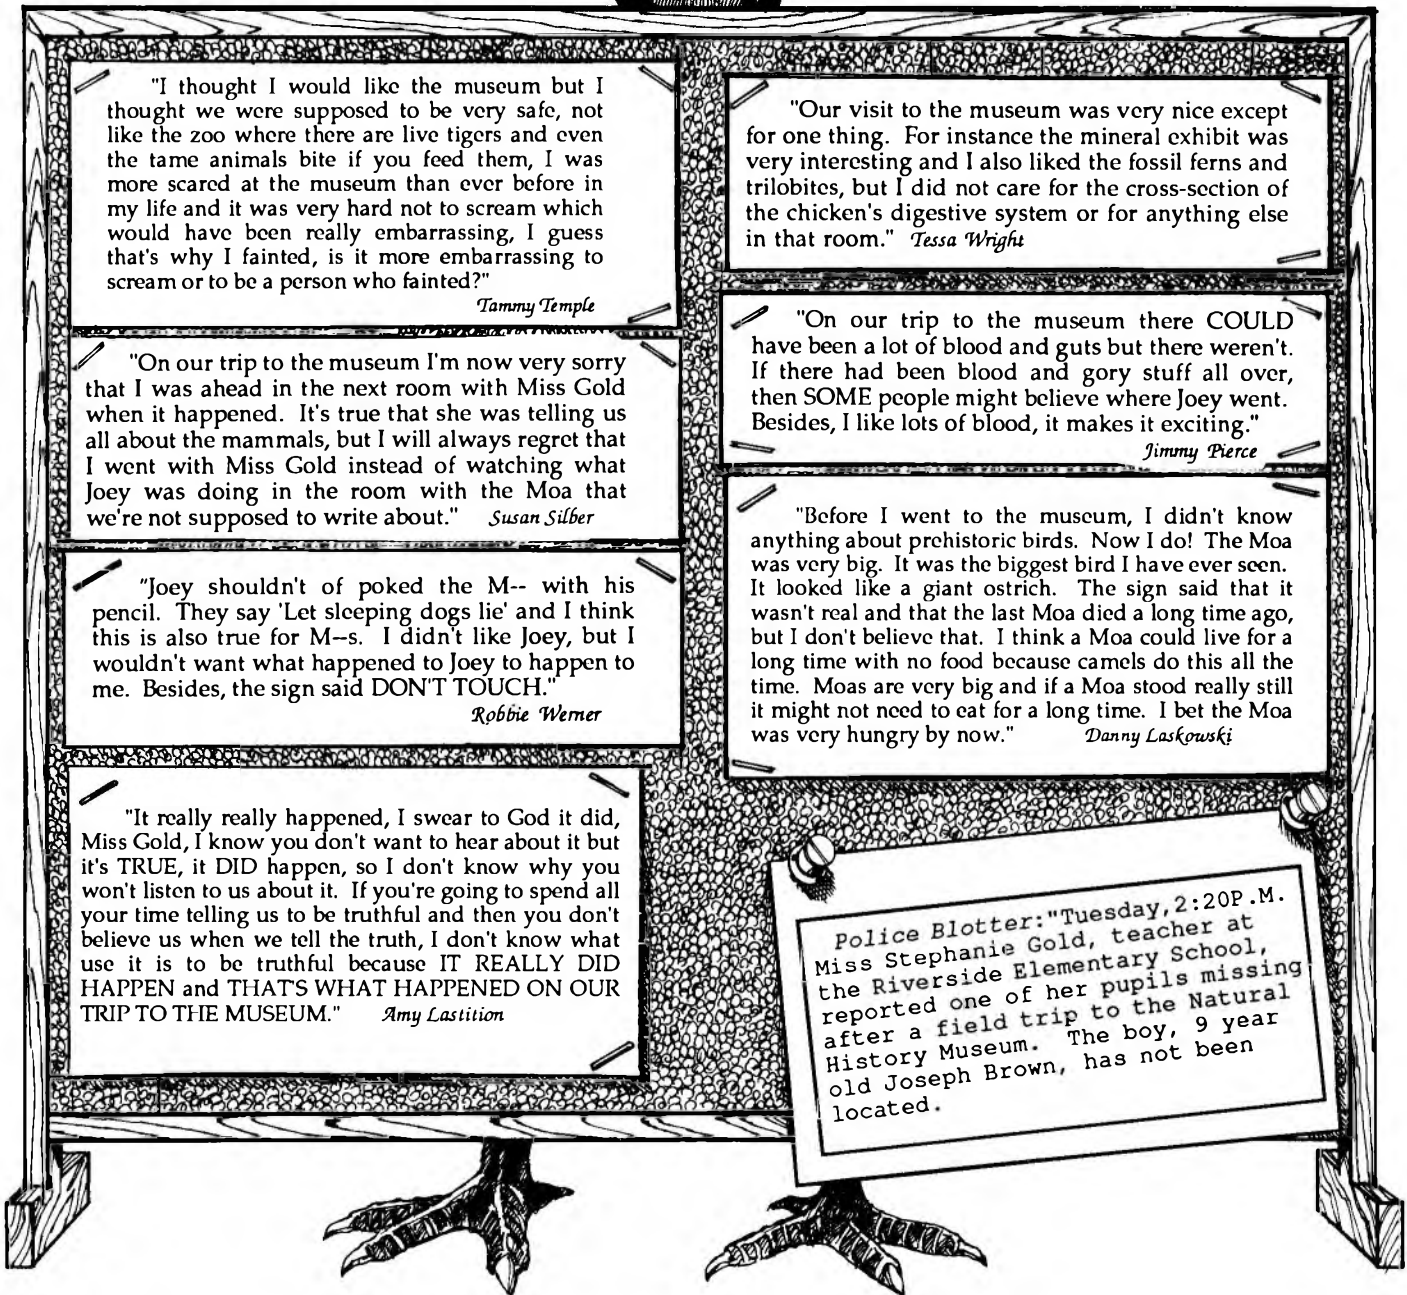 "I thought I would like the museum but I
thought we were supposed to be very safe, not
like the zoo where there are live tigers and even
the tame animals bite if you feed them, I was
more scared at the museum than ever before in
my life and it was very hard not to scream which
would have been really embarrassing, I guess
that's why I fainted, is it more embarrassing to
scream or to be a person who fainted?"
Tammy Temple
"On our trip to the museum I'm now very sorry
that I was ahead in the next room with Miss Gold
when it happened. It's true that she was telling us
all about the mammals, but I will always regret that
I went with Miss Gold instead of watching what
Joey was doing in the room with the Moa that
we're not supposed to write about." Susan Silber
"Joey shouldn't of poked the M-- with his
pencil. They say 'Let sleeping dogs lie' and I think
this is also true for M--s. I didn't like Joey, but I
wouldn't want what happened to Joey to happen to
me. Besides, the sign said DON'T TOUCH."
Robbie Werner
"It really really happened, I swear to God it did,
Miss Gold, I know you don't want to hear about it but
it's TRUE, it DID happen, so I don't know why you
won't listen to us about it. If you're going to spend all
your time telling us to be truthful and then you don't
believe us when we tell the truth, I don't know what
use it is to be truthful because IT REALLY DID
HAPPEN and THAT'S WHAT HAPPENED ON OUR
TRIP TO THE MUSEUM." Amy Lastition
"Our visit to the museum was very nice except
for one thing. For instance the mineral exhibit was
very interesting and I also liked the fossil ferns and
trilobites, but I did not care for the cross-section of
the chicken's digestive system or for anything else
in that room." Tessa Wright
"On our trip to the museum there COULD
have been a lot of blood and guts but there weren't.
If there had been blood and gory stuff all over,
then SOME people might believe where Joey went.
Besides, I like lots of blood, it makes it exciting."
Jimmy Pierce
"Before I went to the museum, I didn't know
anything about prehistoric birds. Now I do! The Moa
was very big. It was the biggest bird I have ever seen.
It looked like a giant ostrich. The sign said that it
wasn't real and that the last Moa died a long time ago,
but I don't believe that. I think a Moa could live for a
long time with no food because camels do this all the
time. Moas are very big and if a Moa stood really still
it might not need to eat for a long time. I bet the Moa
was very hungry by now." Danny Laskowski
Police Blotter:"Tuesday,2:20P.M.
Miss Stephanie Gold, teacher at
the Riverside Elementary School,
reported one of her pupils missing
after a field trip to the Natural
History Museum. The boy, 9 year
old Joseph Brown, has not been
located.